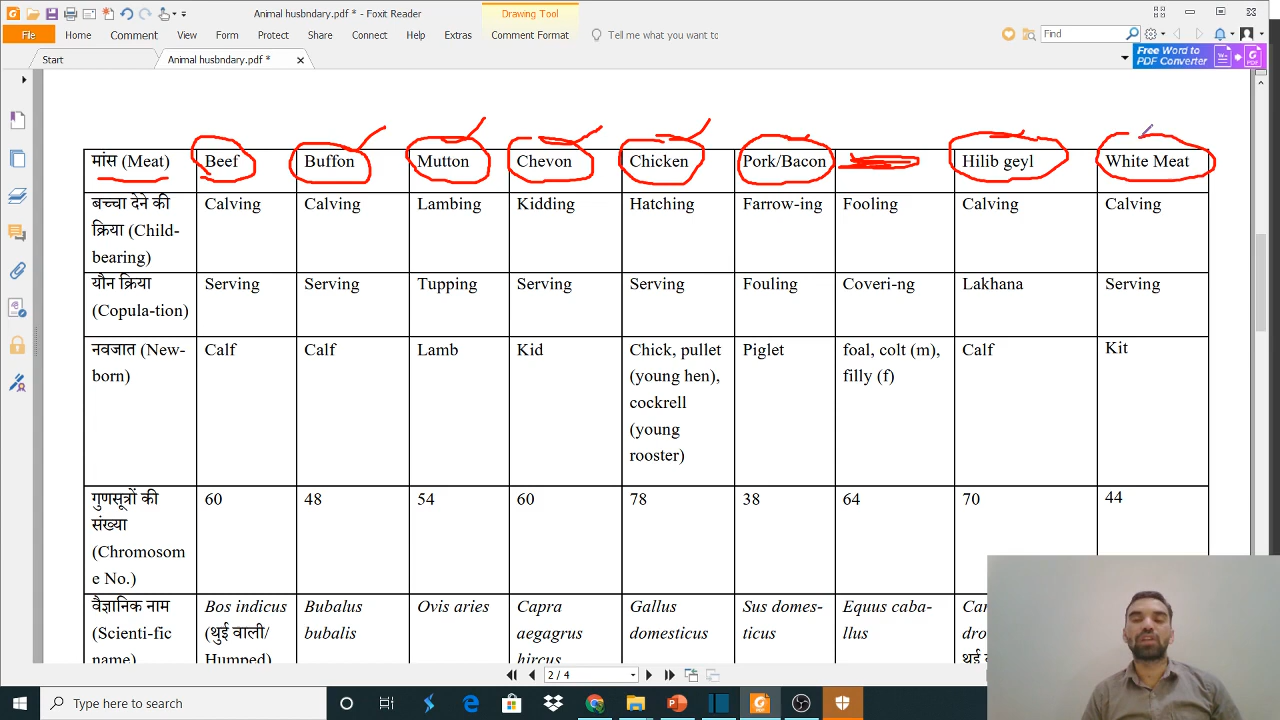 Animal husbndary.pdf * - Foxit Reader
Drawing Tool
File Home Comment View Form Protect Share Connect Help Extras Comment Format Tell me what you want to Find
Start Animal husbndary.pdf *
Free Word to
PDF Converter
मांस (Meat) Beef Buffon Mutton Chevon Chicken Pork/Bacon Hilib geyl White Meat
बच्चा देने की Calving Calving Lambing Kidding Hatching Farrow-ing Fooling Calving Calving
क्रिया (Child-
bearing)
यौन क्रिया Serving Serving Tupping Serving Serving Fouling Coveri-ng Lakhana Serving
(Copula-tion)
नवजात (New- Calf Calf Lamb Kid Chick, pullet Piglet foal, colt (m), Calf Kit
born) (young hen), filly (f)
cockrell
(young
rooster)
गुणसूत्रों की 60 48 54 60 78 38 64 70 44
संख्या
(Chromosom
e No.)
वैज्ञानिक नाम Bos indicus Bubalus Ovis aries Capra Gallus Sus domes- Equus caba-
(Scienti-fic (थुई वाली/ bubalis aegagrus domesticus ticus llus
name) Humped) hircus
2 / 4
Type here to search